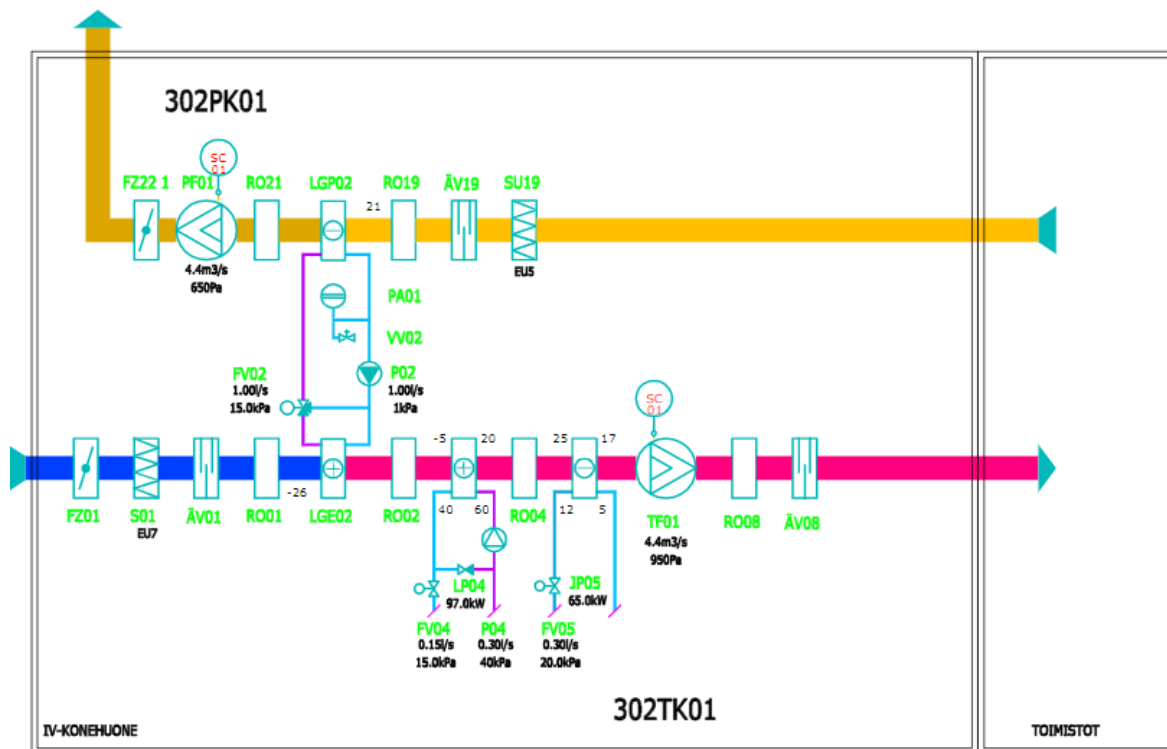 302PK01
SC
01
FZ22 1 PF01 RO21 LGP02 RO19 ÄV19 SU19
21
4.4m3/s
650Pa
EU5
PA01
VV02
FV02
1.00l/s
15.0kPa
P02
1.00l/s
1kPa
SC
01
-5 20 25 17
-26
FZ01 S01 ÄV01 RO01 LGE02 RO02 RO04 TF01 RO08 ÄV08
EU7
40 60 12 5
4.4m3/s
950Pa
LP04
97.0kW
JP05
65.0kW
FV04
0.15l/s
15.0kPa
P04
0.30l/s
40kPa
FV05
0.30l/s
20.0kPa
302TK01
IV-KONEHUONE
TOIMISTOT